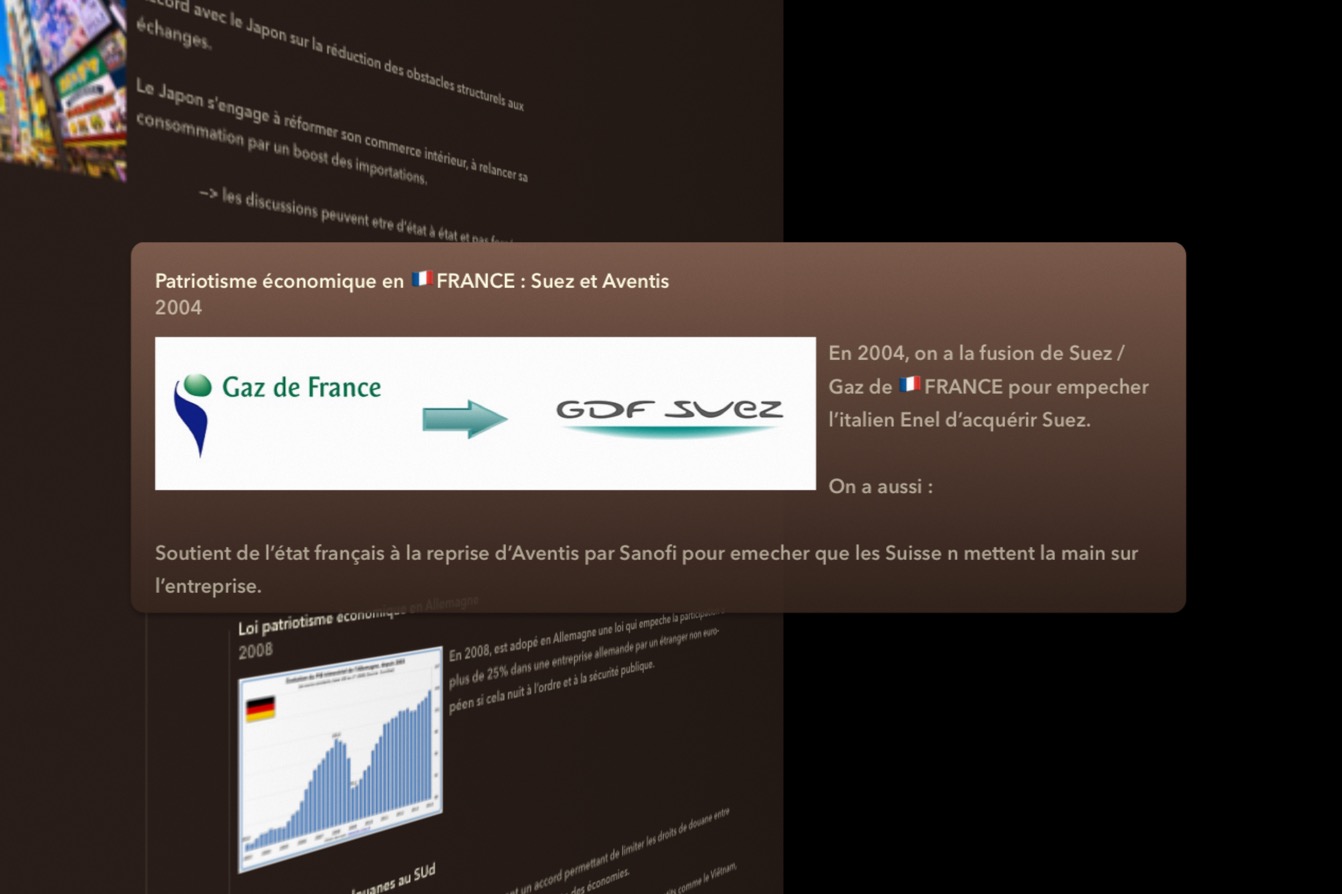 accord avec le Japon sur la réduction des obstacles structurels aux
échanges.
Le Japon s'engage à réformer son commerce intérieur, à relancer sa
consommation par un boost des importations.
—> les discussions peuvent etre d'état à état et pas
Patriotisme économique en 🇫🇷FRANCE : Suez et Aventis
2004
Gaz de France
GDF SUEZ
En 2004, on a la fusion de Suez /
Gaz de 🇫🇷FRANCE pour empecher
l'italien Enel d'acquérir Suez.
On a aussi :
Soutient de l'état français à la reprise d'Aventis par Sanofi pour emecher que les Suisse n mettent la main sur
l'entreprise.
Loi patriotisme économique en Allemagne
2008
En 2008, est adopé en Allemagne une loi qui empeche la participation
plus de 25% dans une entreprise allemande par un étranger non euro-
péen si cela nuit à l'ordre et à la sécurité publique.
douanes au SUd
un accord permettant de limiter les droits de douane entre
des économies.
comme le Viêtnam,